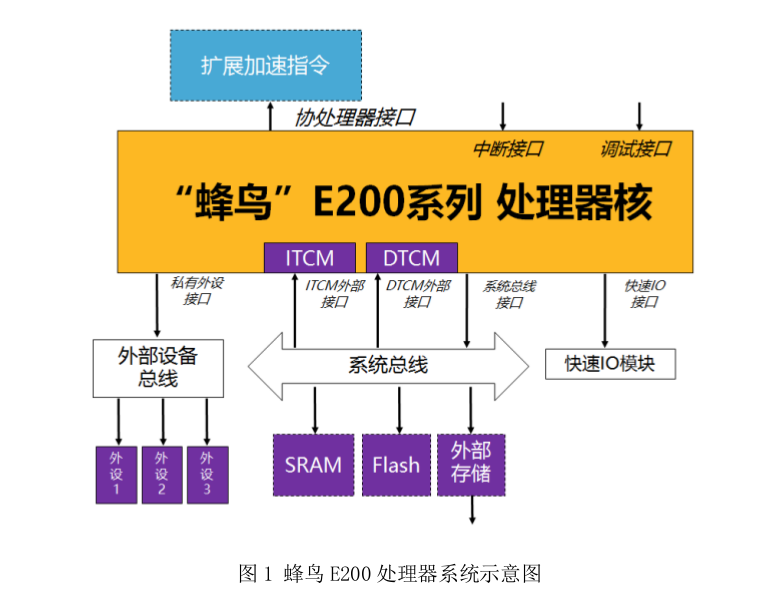 扩展加速指令
协处理器接口
中断接口
调试接口
“蜂鸟”E200系列 处理器核
ITCM
DTCM
私有外设
接口
ITCM外部
接口
DTCM外部
接口
系统总线
接口
快速IO
接口
外部设备
总线
系统总线
快速IO模块
外
设
1
外
设
2
外
设
3
SRAM
Flash
外部
存储
图 1 蜂鸟 E200 处理器系统示意图